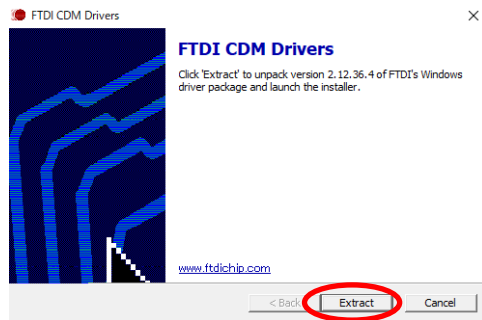 FTDI CDM Drivers
FTDI CDM Drivers
Click 'Extract' to unpack version 2.12.36.4 of FTDI's Windows
driver package and launch the installer.
www.ftdichip.com
< Back
Extract
Cancel